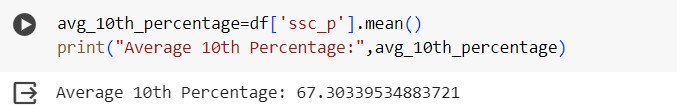 avg_10th_percentage=df['ssc_p'].mean()
print("Average 10th Percentage:",avg_10th_percentage)
Average 10th Percentage: 67.30339534883721